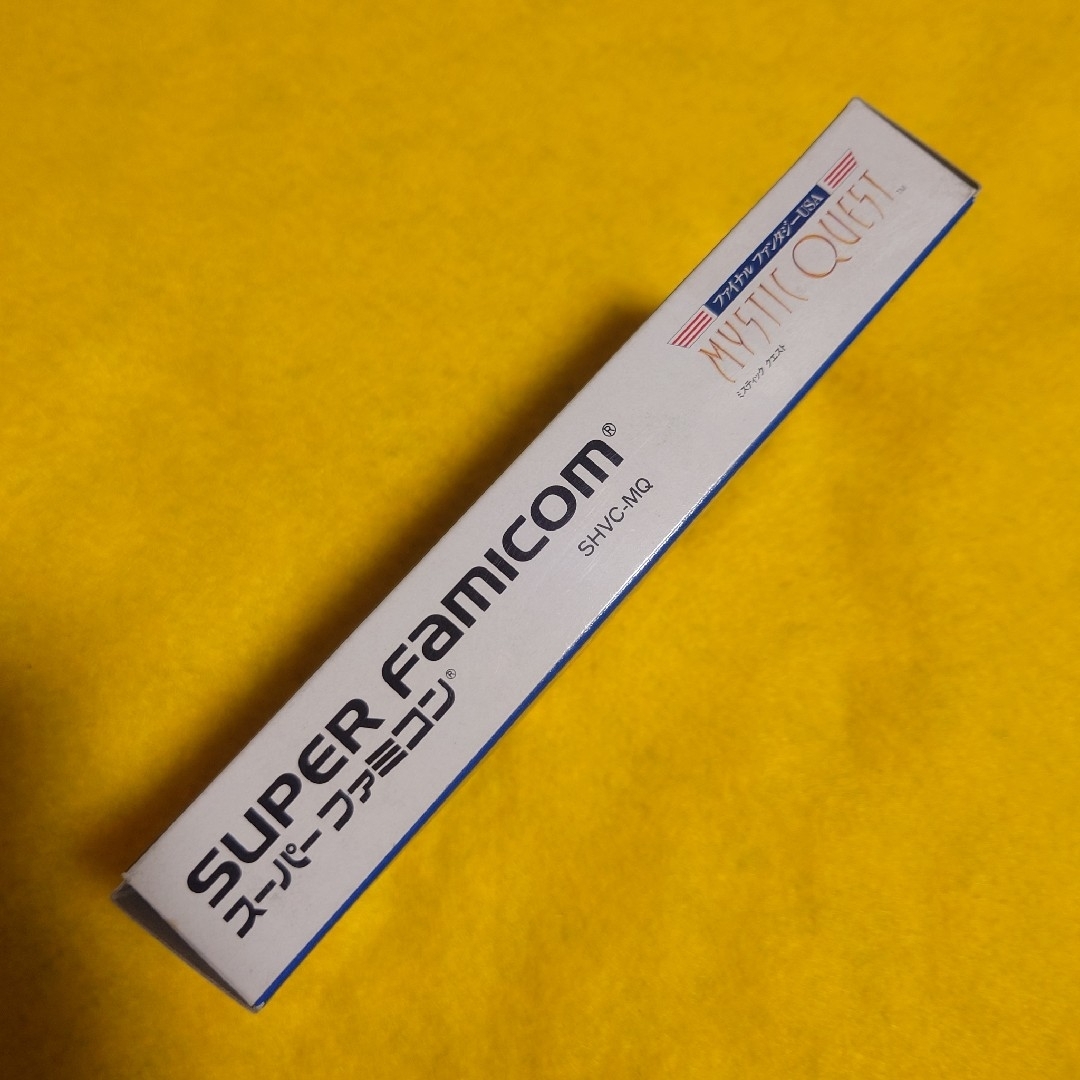 SUPER Famicom®
スーパーファミコン®
SHVC-MQ
ファイナル ファンタジーUSA
MYSTIC QUEST™
ミスティック クエスト